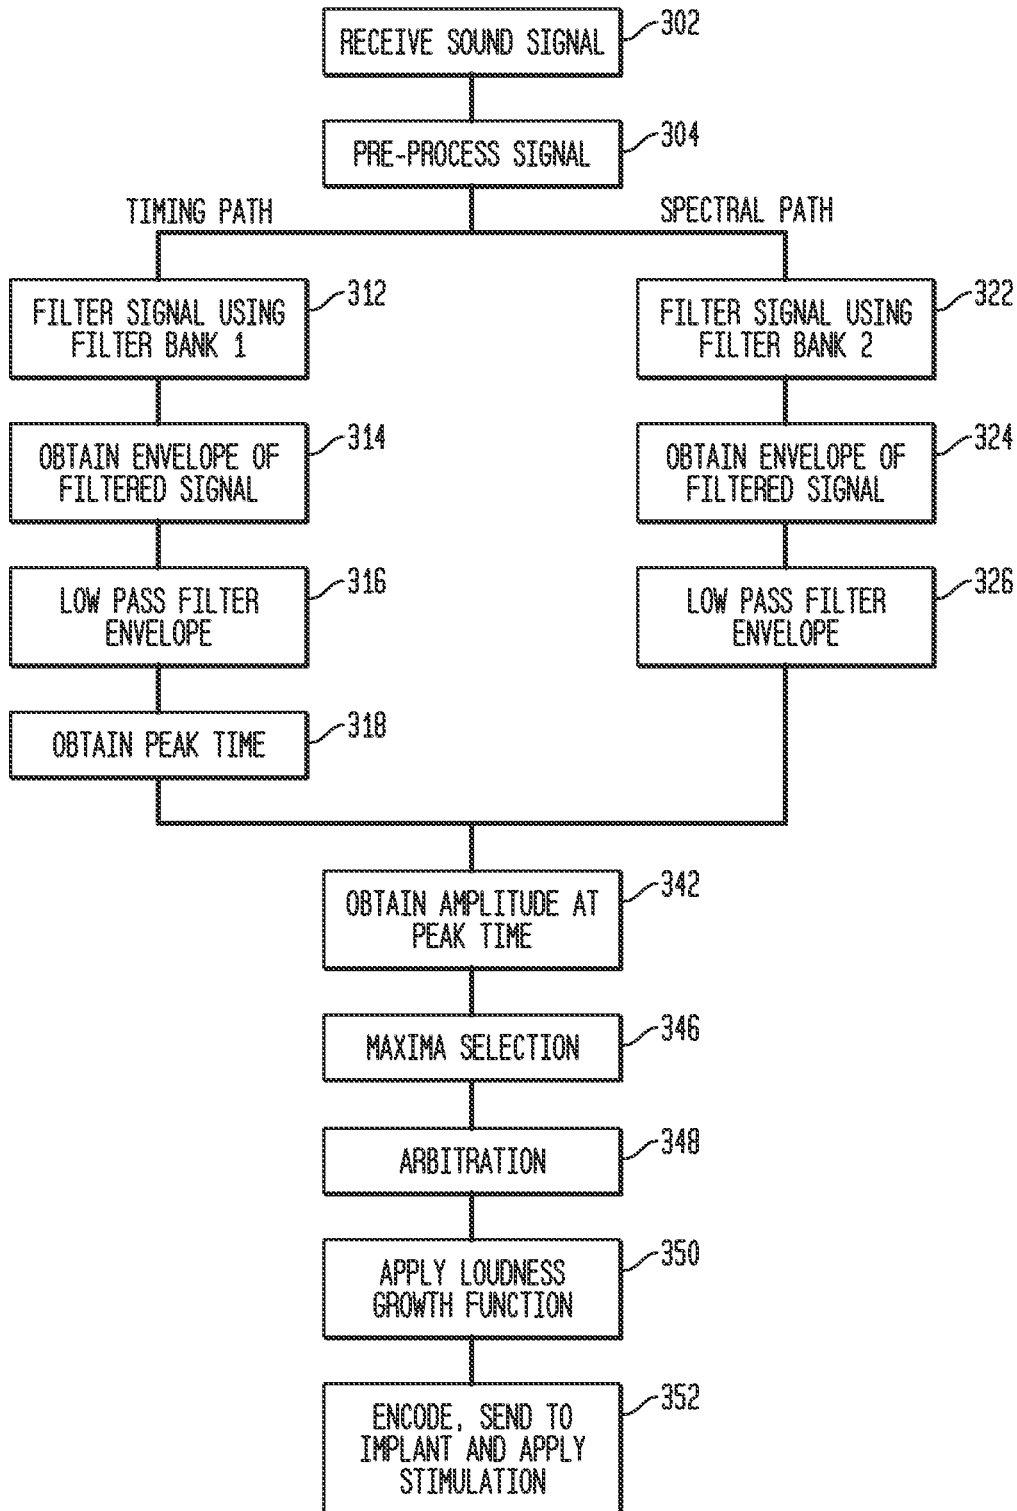 RECEIVE SOUND SIGNAL
302
PRE-PROCESS SIGNAL
304
TIMING PATH
SPECTRAL PATH
FILTER SIGNAL USING
FILTER BANK 1
312
FILTER SIGNAL USING
FILTER BANK 2
322
OBTAIN ENVELOPE OF
FILTERED SIGNAL
314
OBTAIN ENVELOPE OF
FILTERED SIGNAL
324
LOW PASS FILTER
ENVELOPE
316
LOW PASS FILTER
ENVELOPE
326
OBTAIN PEAK TIME
318
OBTAIN AMPLITUDE AT
PEAK TIME
342
MAXIMA SELECTION
346
ARBITRATION
348
APPLY LOUDNESS
GROWTH FUNCTION
350
ENCODE, SEND TO
IMPLANT AND APPLY
STIMULATION
352